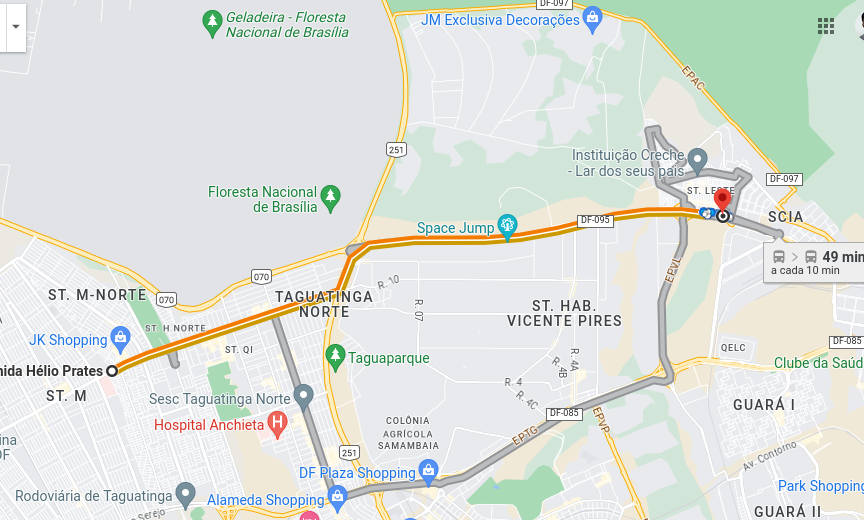 DF-097
Geladeira - Floresta
Nacional de Brasília
JM Exclusiva Decorações
EPAC
251
Instituição Creche
- Lar dos seus pais
DF-097
ST. LESTE
Floresta Nacional
de Brasília
SCIA
DF-095
Space Jump
49 min
a cada 10 min
EPVL
070
R. 10
ST. M-NORTE
070
TAGUATINGA
NORTE
R. 07
ST. HAB.
VICENTE PIRES
ST. H NORTE
JK Shopping
DF-085
QELC
ST. QI
Taguaparque
R. 4A
R. 4B
Clube da Saúd
nida Hélio Prates
R. 4
ST. M
Sesc Taguatinga Norte
R. 4C
GUARÁ I
DF-085
Hospital Anchieta
COLÔNIA
AGRÍCOLA
SAMAMBAIA
EPTG
EPVP
ina
DF
251
Av. Contorno
DF Plaza Shopping
Park Shopping
Rodoviária de Taguatinga
Alameda Shopping
Serejo
GUARÁ II